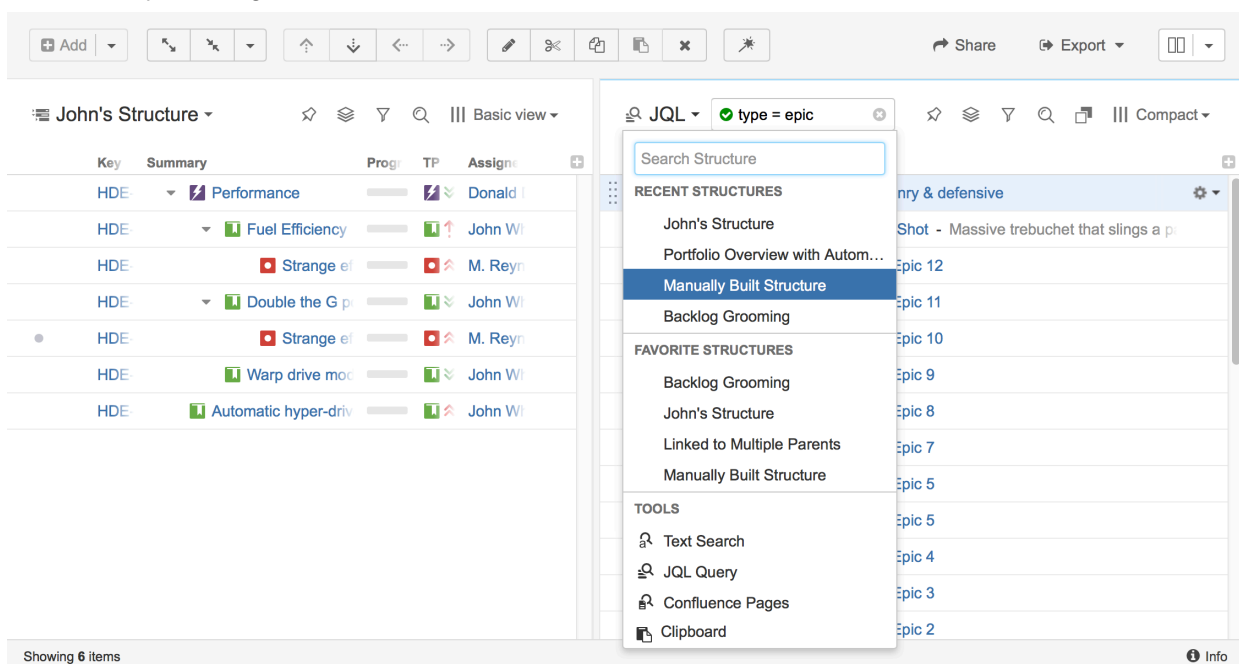 Add
Share
Export
John's Structure
Basic view
JQL
type = epic
Compact
Key Summary Progr TP Assigne
Search Structure
RECENT STRUCTURES
John's Structure
Portfolio Overview with Autom...
Manually Built Structure
Backlog Grooming
FAVORITE STRUCTURES
Backlog Grooming
John's Structure
Linked to Multiple Parents
Manually Built Structure
TOOLS
Text Search
JQL Query
Confluence Pages
Clipboard
HDE- Performance Donald
HDE- Fuel Efficiency John Wh
HDE- Strange ef M. Reyn
HDE- Double the G p John Wh
HDE- Strange ef M. Reyn
HDE- Warp drive mod John Wh
HDE- Automatic hyper-driv John Wh
nry & defensive
Shot - Massive trebuchet that slings a p
Epic 12
Epic 11
Epic 10
Epic 9
Epic 8
Epic 7
Epic 5
Epic 5
Epic 4
Epic 3
Epic 2
Showing 6 items
Info